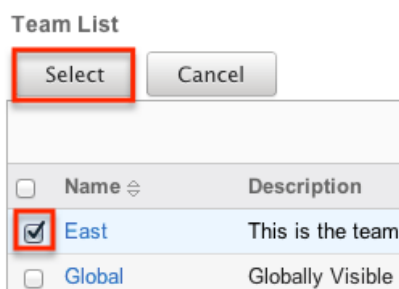 Team List
Select Cancel
Name Description
East This is the team
Global Globally Visible